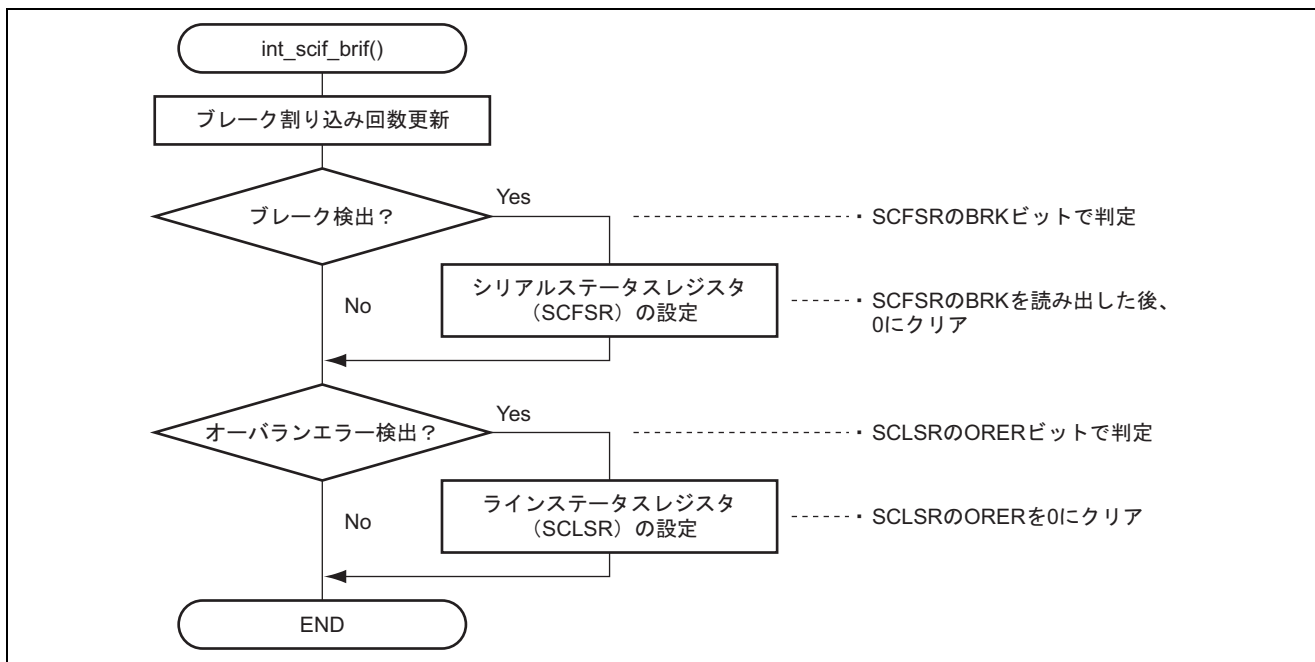 int_scif_brif()
ブレーク割り込み回数更新
ブレーク検出？
Yes
・SCFSRのBRKビットで判定
シリアルステータスレジスタ
（SCFSR）の設定
・SCFSRのBRKを読み出した後、
0にクリア
No
オーバランエラー検出？
Yes
・SCLSRのORERビットで判定
ラインステータスレジスタ
（SCLSR）の設定
・SCLSRのORERを0にクリア
No
END